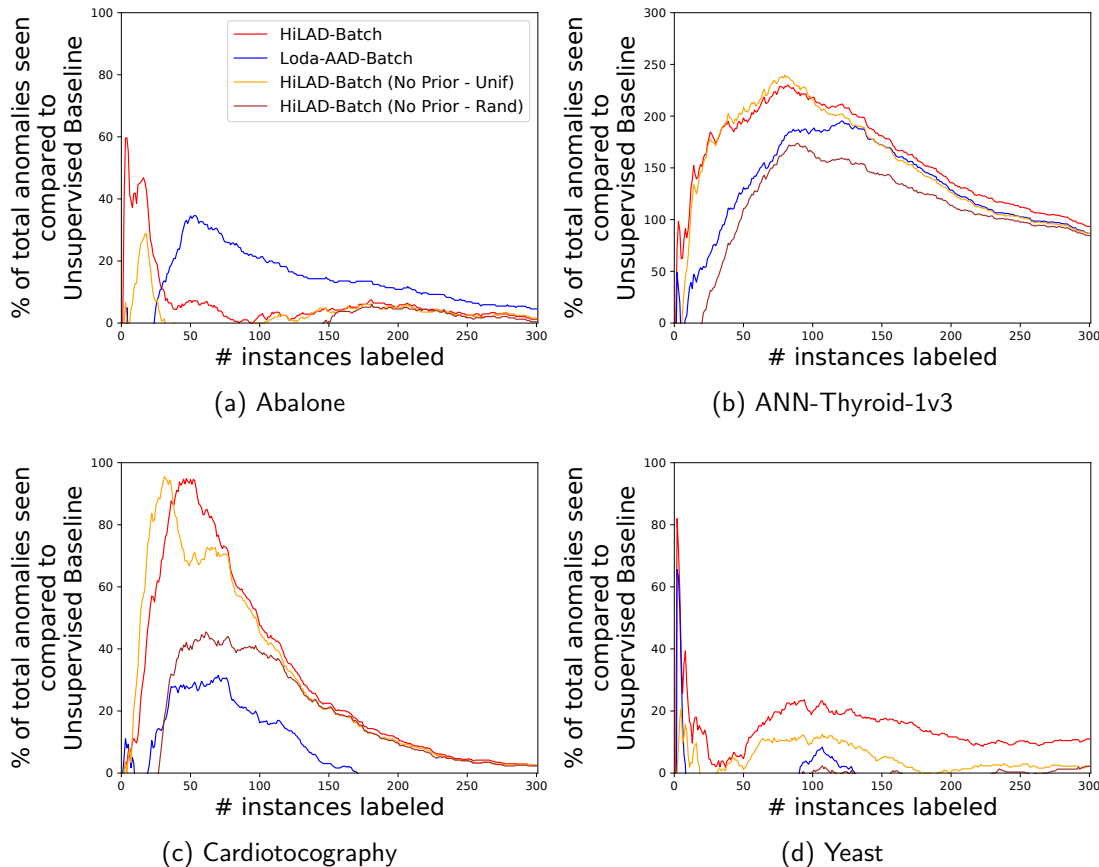 % of total anomalies seen
compared to
Unsupervised Baseline
100
80
60
40
20
0
HiLAD-Batch
Loda-AAD-Batch
HiLAD-Batch (No Prior - Unif)
HiLAD-Batch (No Prior - Rand)
0 50 100 150 200 250 300
# instances labeled
(a) Abalone
% of total anomalies seen
compared to
Unsupervised Baseline
300
250
200
150
100
50
0
0 50 100 150 200 250 300
# instances labeled
(b) ANN-Thyroid-1v3
% of total anomalies seen
compared to
Unsupervised Baseline
100
80
60
40
20
0
0 50 100 150 200 250 300
# instances labeled
(c) Cardiotocography
% of total anomalies seen
compared to
Unsupervised Baseline
100
80
60
40
20
0
0 50 100 150 200 250 300
# instances labeled
(d) Yeast